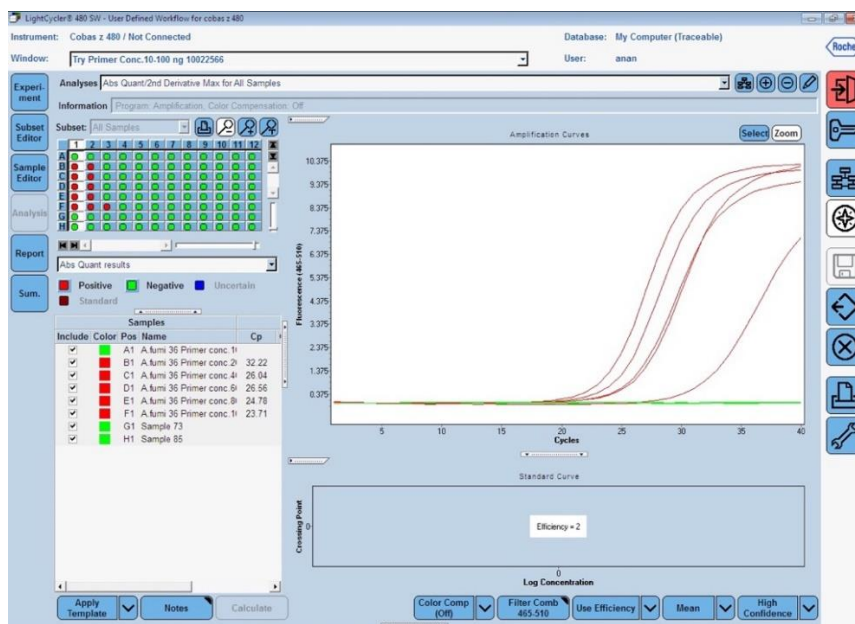 LightCycler® 480 SW - User Defined Workflow for cobas z 480
Instrument: Cobas z 480 / Not Connected
Database: My Computer (Traceable)
Window: Try Primer Conc.10-100 ng 10022566
User: anan
Roche
Experi-
ment
Subset
Editor
Sample
Editor
Analysis
Report
Sum.
Analyses Abs Quant/2nd Derivative Max for All Samples
Information Program: Amplification, Color Compensation: Off
Subset: All Samples
1 2 3 4 5 6 7 8 9 10 11 12
A
B
C
D
E
F
G
H
Abs Quant results
Positive Negative Uncertain
Standard
Samples
Include Color Pos Name Cp
A1 A.fumi 36 Primer conc.1
B1 A.fumi 36 Primer conc.2 32.22
C1 A.fumi 36 Primer conc.4 26.04
D1 A.fumi 36 Primer conc.6 26.56
E1 A.fumi 36 Primer conc.8 24.78
F1 A.fumi 36 Primer conc.1 23.71
G1 Sample 73
H1 Sample 85
Amplification Curves
Select Zoom
Fluorescence (465-510)
10.375
9.375
8.375
7.375
6.375
5.375
4.375
3.375
2.375
1.375
0.375
5 10 15 20 25 30 35 40
Cycles
Standard Curve
Crossing Point
0
Efficiency = 2
0
Log Concentration
Apply
Template
Notes
Calculate
Color Comp
(Off)
Filter Comb
465-510
Use Efficiency
Mean
High
Confidence